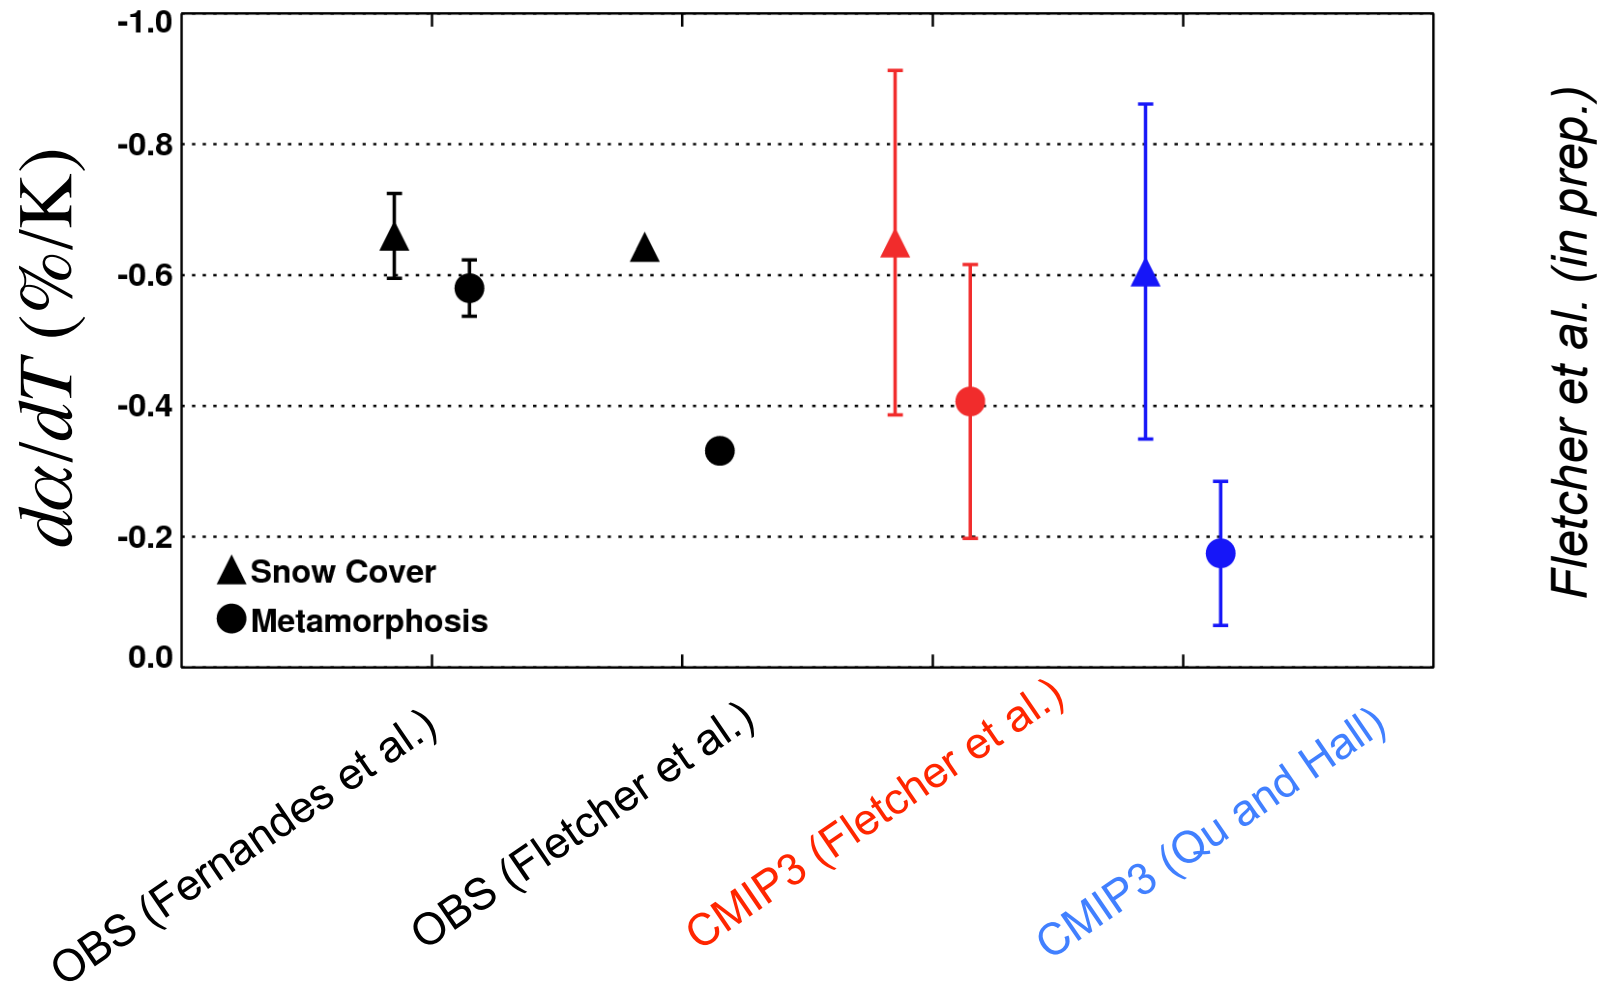 -1.0
-0.8
-0.6
-0.4
-0.2
0.0
dα/dT (%/K)
Snow Cover
Metamorphosis
OBS (Fernandes et al.)
OBS (Fletcher et al.)
CMIP3 (Fletcher et al.)
CMIP3 (Qu and Hall)
Fletcher et al. (in prep.)